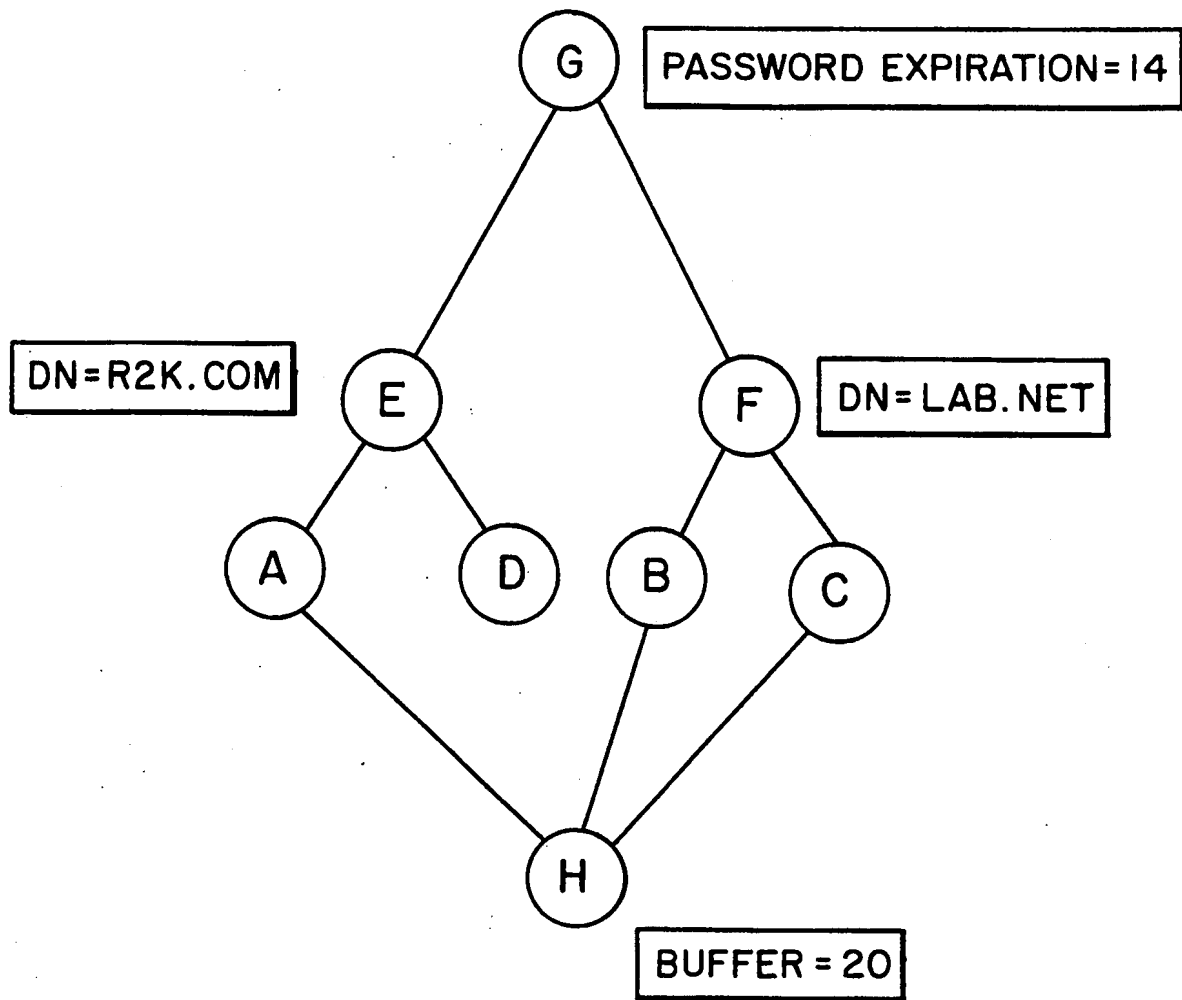 G
PASSWORD EXPIRATION=14
DN=R2K.COM
E
F
DN=LAB.NET
A
D
B
C
H
BUFFER=20